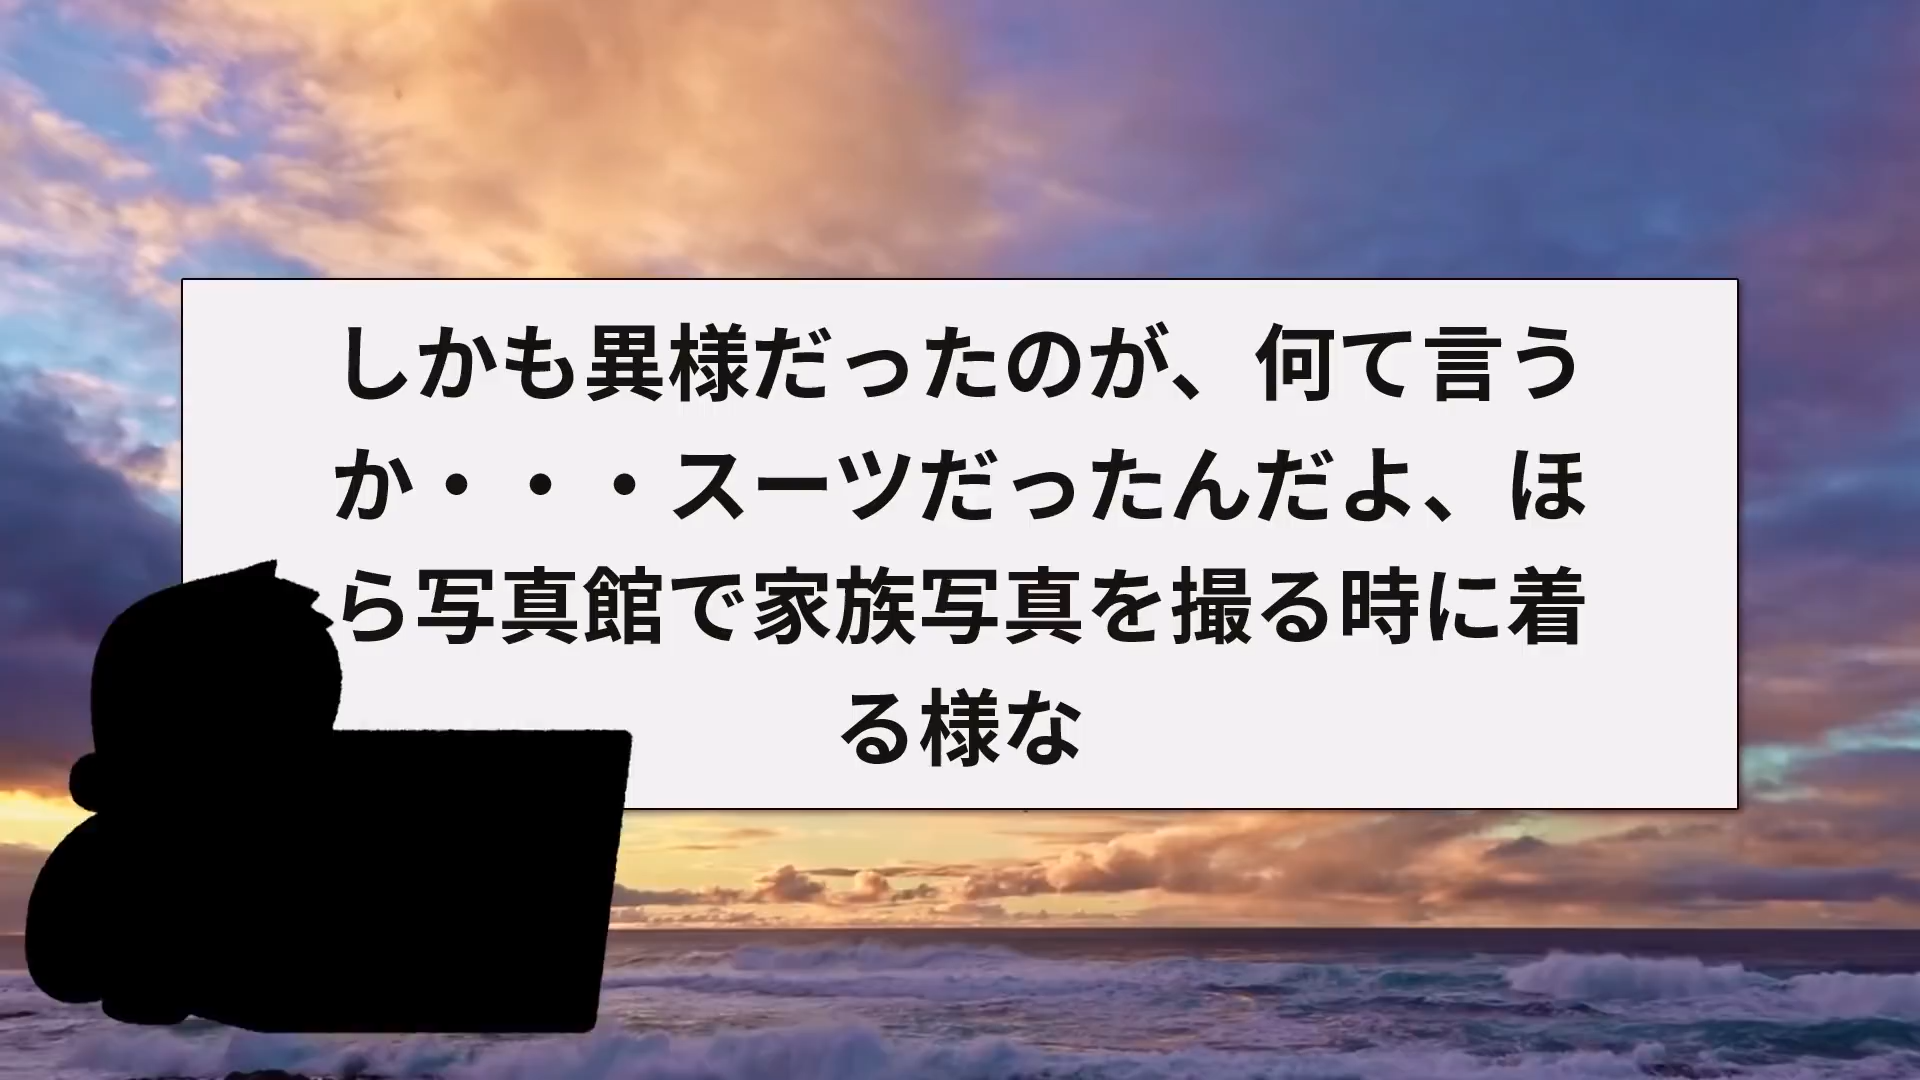 しかも異様だったのが、何て言う
か・・・スーツだったんだよ、ほ
ら写真館で家族写真を撮る時に着
る様な